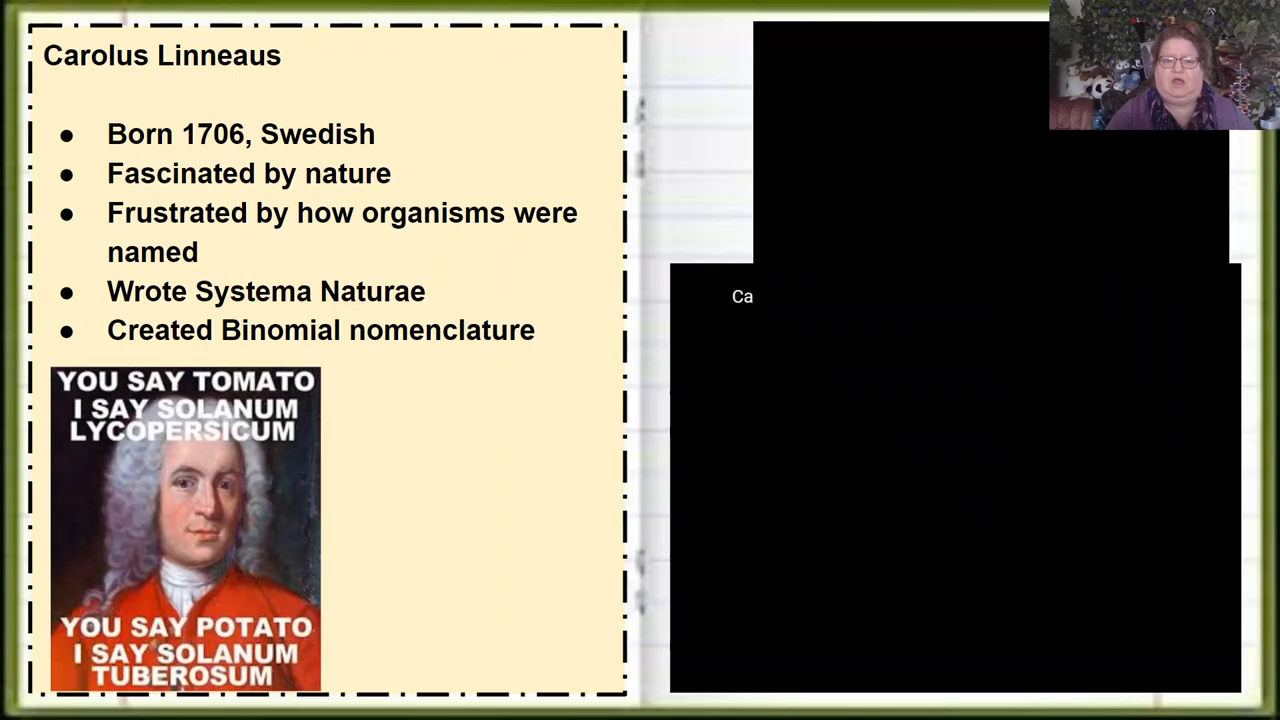 Carolus Linneaus
● Born 1706, Swedish
● Fascinated by nature
● Frustrated by how organisms were
named
● Wrote Systema Naturae
● Created Binomial nomenclature
YOU SAY TOMATO
I SAY SOLANUM
LYCOPERSICUM
YOU SAY POTATO
I SAY SOLANUM
TUBEROSUM
Ca